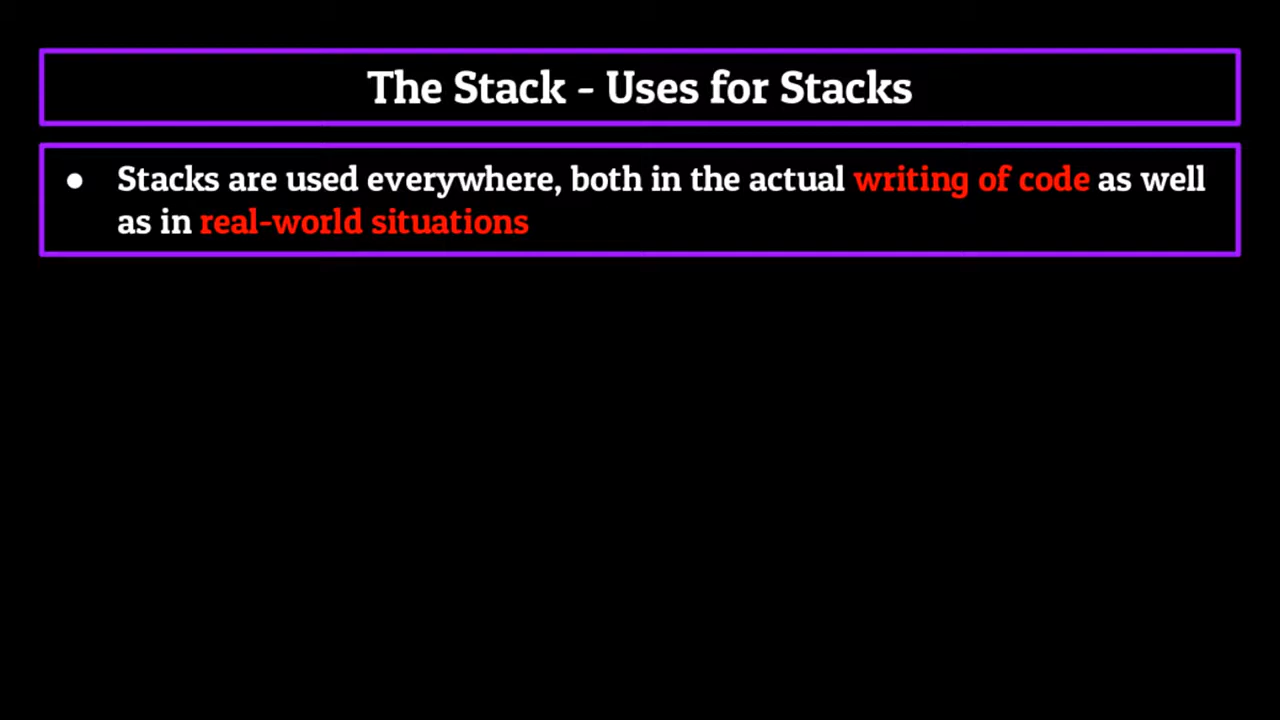 The Stack - Uses for Stacks
● Stacks are used everywhere, both in the actual writing of code as well
as in real-world situations